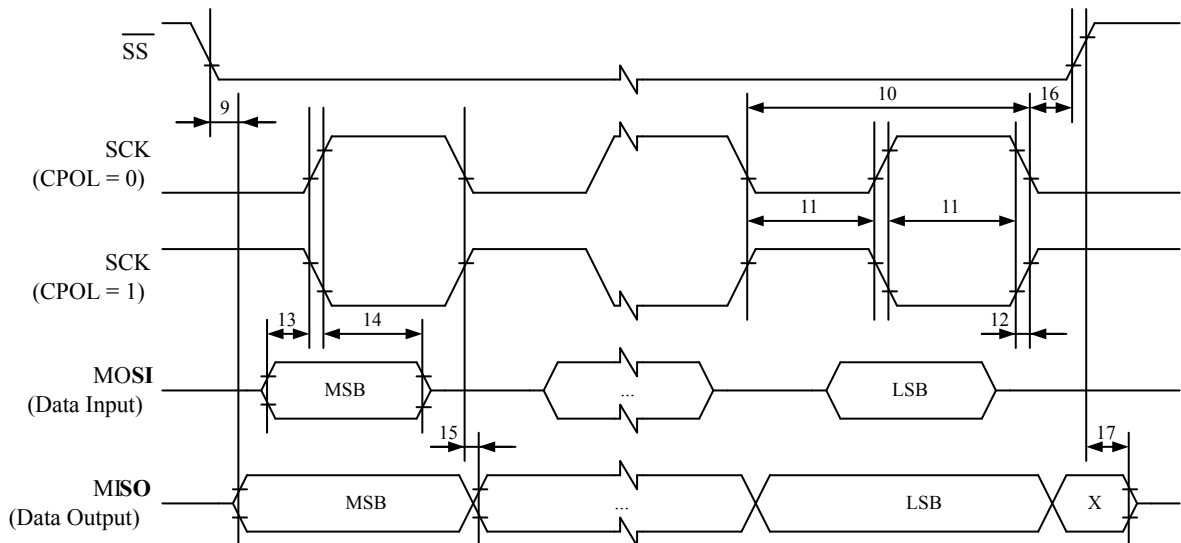 SS
9
10
16
SCK
(CPOL = 0)
11
11
SCK
(CPOL = 1)
13
14
12
MOSI
(Data Input)
MSB
...
LSB
15
17
MISO
(Data Output)
MSB
...
LSB
X